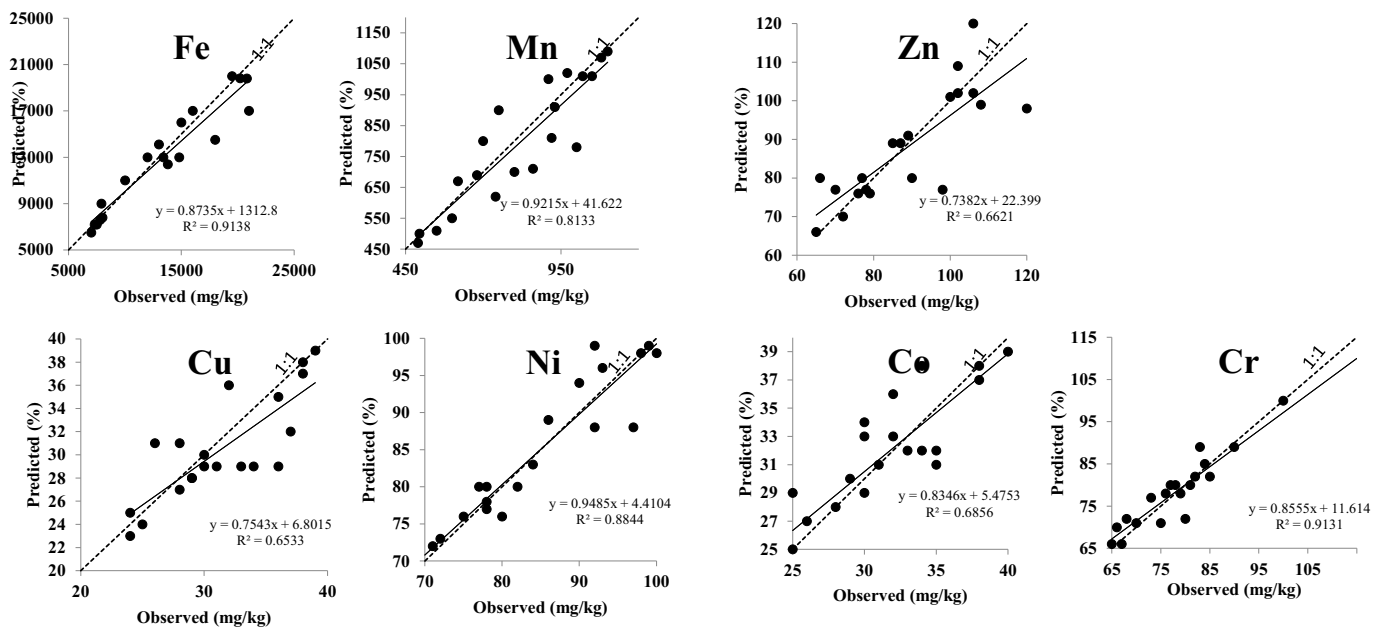 Fe
25000
21000
17000
13000
9000
5000
5000 15000 25000
Predicted (%)
Observed (mg/kg)
1:1
y = 0.8735x + 1312.8
R² = 0.9138
Mn
1150
1050
950
850
750
650
550
450
450 950
Predicted (%)
Observed (mg/kg)
1:1
y = 0.9215x + 41.622
R² = 0.8133
Zn
120
110
100
90
80
70
60
60 80 100 120
Predicted (%)
Observed (mg/kg)
1:1
y = 0.7382x + 22.399
R² = 0.6621
Cu
40
38
36
34
32
30
28
26
24
22
20
20 30 40
Predicted (%)
Observed (mg/kg)
1:1
y = 0.7543x + 6.8015
R² = 0.6533
Ni
100
95
90
85
80
75
70
70 80 90 100
Predicted (%)
Observed (mg/kg)
1:1
y = 0.9485x + 4.4104
R² = 0.8844
Co
39
37
35
33
31
29
27
25
25 30 35 40
Predicted (%)
Observed (mg/kg)
1:1
y = 0.8346x + 5.4753
R² = 0.6856
Cr
115
105
95
85
75
65
65 75 85 95 105
Predicted (%)
Observed (mg/kg)
1:1
y = 0.8555x + 11.614
R² = 0.9131